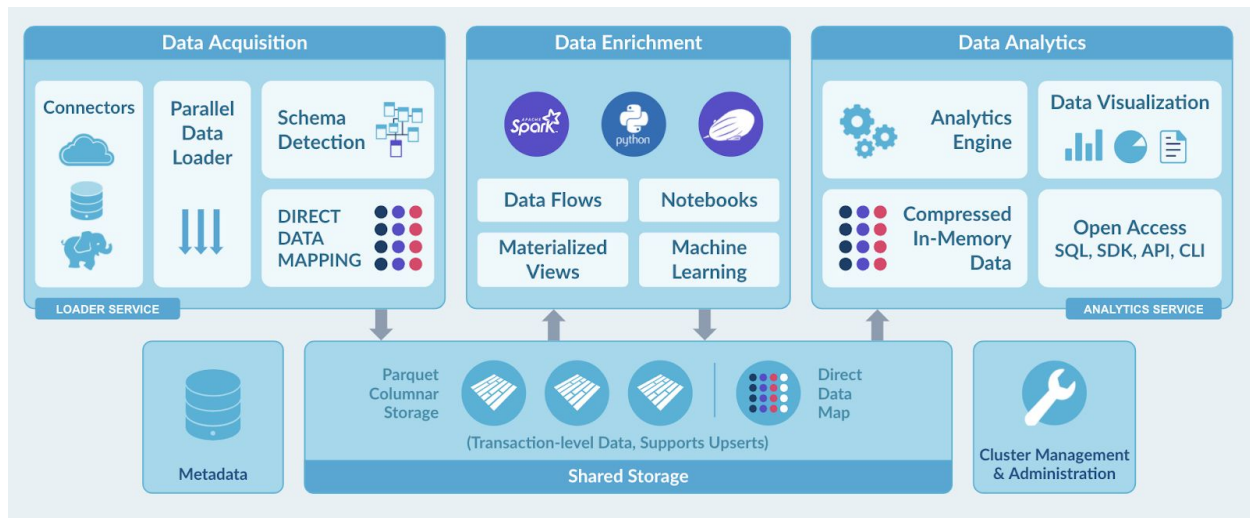 Data Acquisition
Connectors
Parallel
Data
Loader
Schema
Detection
DIRECT
DATA
MAPPING
LOADER SERVICE
Data Enrichment
APACHE
Spark
python
Data Flows
Notebooks
Materialized
Views
Machine
Learning
Data Analytics
Analytics
Engine
Data Visualization
Compressed
In-Memory
Data
Open Access
SQL, SDK, API, CLI
ANALYTICS SERVICE
Metadata
Parquet
Columnar
Storage
Direct
Data
Map
(Transaction-level Data, Supports Upserts)
Shared Storage
Cluster Management
& Administration